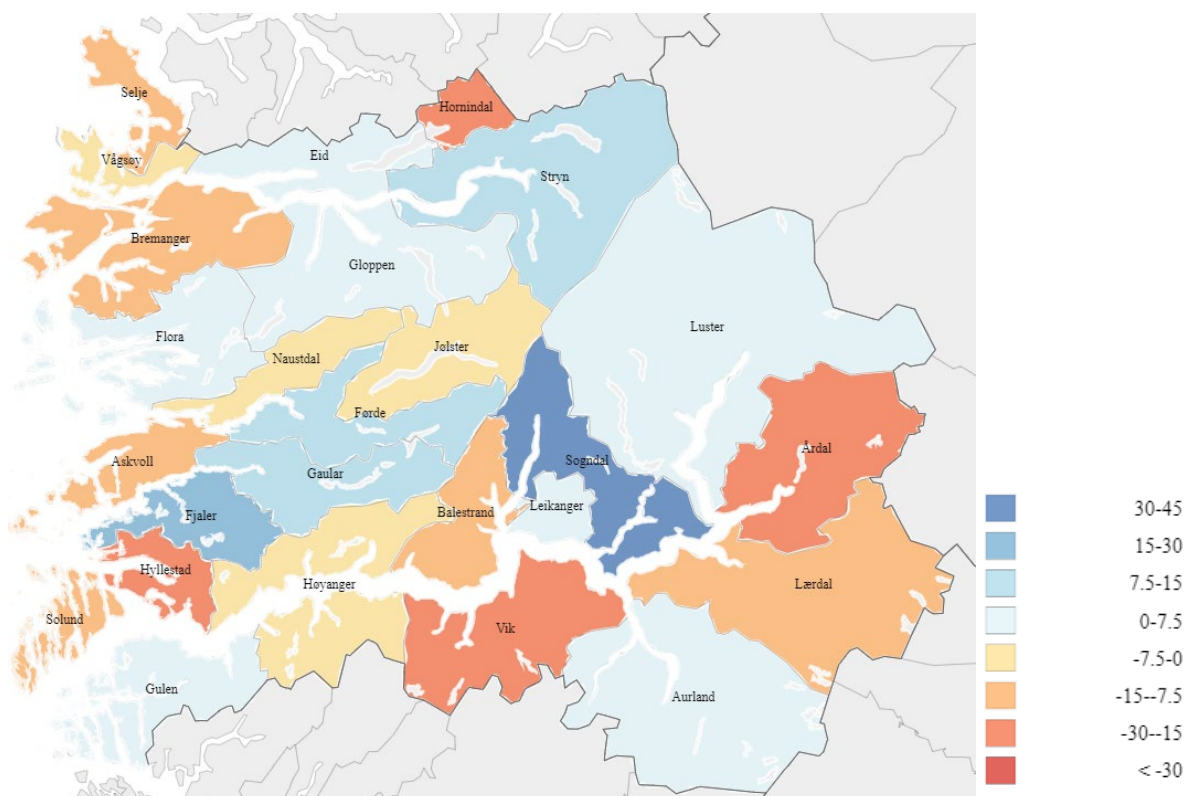 Selje
Hornindal
Vågsøy
Eid
Stryn
Bremanger
Gloppen
Luster
Flora
Jølster
Naustdal
Førde
Årdal
Askvoll
Sogndal
Gaular
Leikanger
Balestrand
Fjaler
Hyllestad
Høyanger
Lærdal
Solund
Vik
Gulen
Aurland
30-45
15-30
7.5-15
0-7.5
-7.5-0
-15--7.5
-30--15
< -30